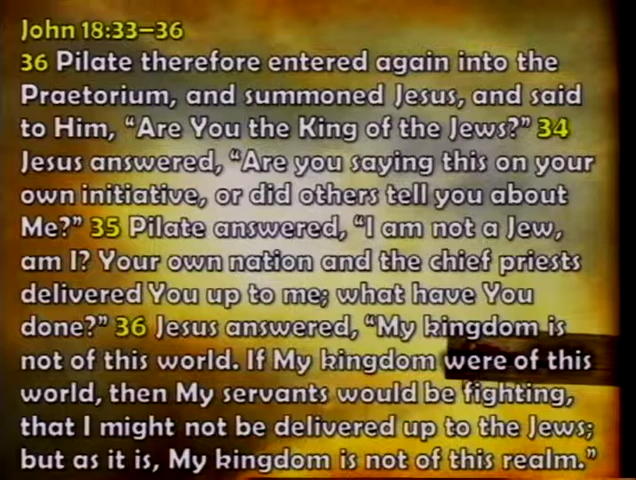 John 18:33–36
36 Pilate therefore entered again into the
Praetorium, and summoned Jesus, and said
to Him, “Are You the King of the Jews?” 34
Jesus answered, “Are you saying this on your
own initiative, or did others tell you about
Me?” 35 Pilate answered, “I am not a Jew,
am I? Your own nation and the chief priests
delivered You up to me; what have You
done?” 36 Jesus answered, “My kingdom is
not of this world. If My kingdom were of this
world, then My servants would be fighting,
that I might not be delivered up to the Jews;
but as it is, My kingdom is not of this realm.”